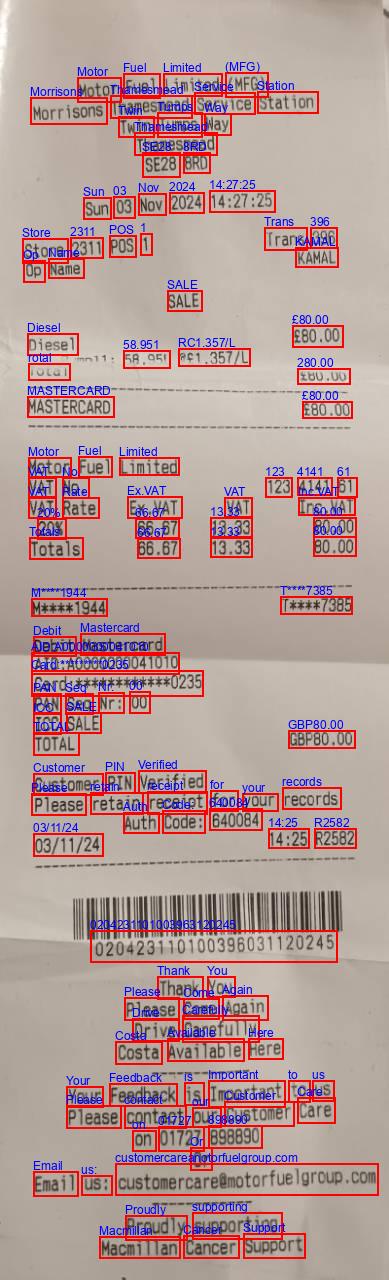 Motor Fuel Limited (MFG)
Morrisons Thamesmead Service Station
Twin Tumps Way
Thamesmead
SE28 8RD
Sun 03 Nov 2024 14:27:25
Store 2311 POS 1 Trans 396
Op Name KAMAL
SALE
Diesel £80.00
58.951 @£1.357/L
Total £80.00
MASTERCARD £80.00
Motor Fuel Limited
VAT No. 123 4141 61
VAT Rate Ex.VAT VAT Inc.VAT
20% 66.67 13.33 80.00
Totals 66.67 13.33 80.00
M****1944 T****7385
Debit Mastercard
AID:A0000000041010
Card:************0235
PAN Seq Nr: 00
ICC SALE
TOTAL GBP80.00
Customer PIN Verified
Please retain receipt for your records
Auth Code: 640084
03/11/24 14:25 R2582
020423110100396031120245
Thank You
Please Come Again
Drive Carefully
Costa Available Here
Your Feedback is Important to us
Please contact our Customer Care
on 01727 898890
Or
Email us: customercare@motorfuelgroup.com
Proudly supporting
Macmillan Cancer Support